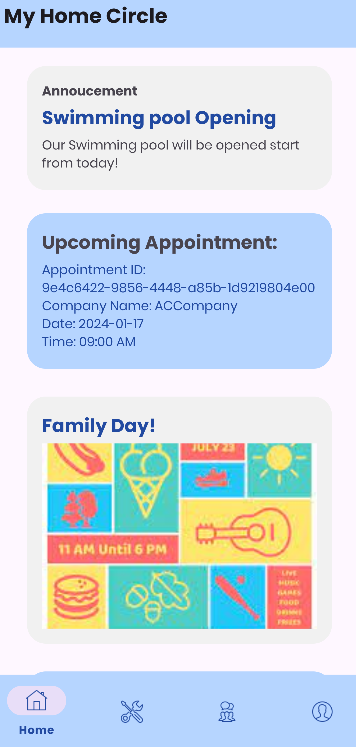 My Home Circle
Annoucement
Swimming pool Opening
Our Swimming pool will be opened start
from today!
Upcoming Appointment:
Appointment ID:
9e4c6422-9856-4448-a85b-1d9219804e00
Company Name: ACCompany
Date: 2024-01-17
Time: 09:00 AM
Family Day!
JULY 23
11 AM Until 6 PM
LIVE
MUSIC
GAMES
FOOD
DRINKS
PRIZES
Home